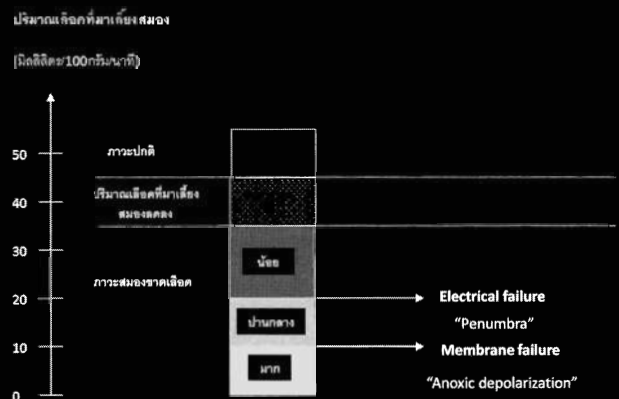 ปริมาณเลือดที่มาเลี้ยงสมอง
(มิลลิลิตร/100กรัม/นาที)
50
ภาวะปกติ
40
ปริมาณเลือดที่มาเลี้ยง
สมองลดลง
30
น้อย
ภาวะสมองขาดเลือด
20
Electrical failure
ปานกลาง
"Penumbra"
10
Membrane failure
มาก
"Anoxic depolarization"
0